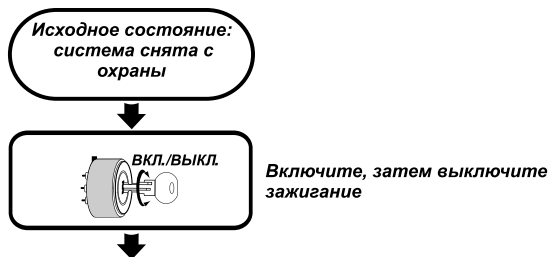 Исходное состояние:
система снята с
охраны
ВКЛ./ВЫКЛ.
Включите, затем выключите
зажигание